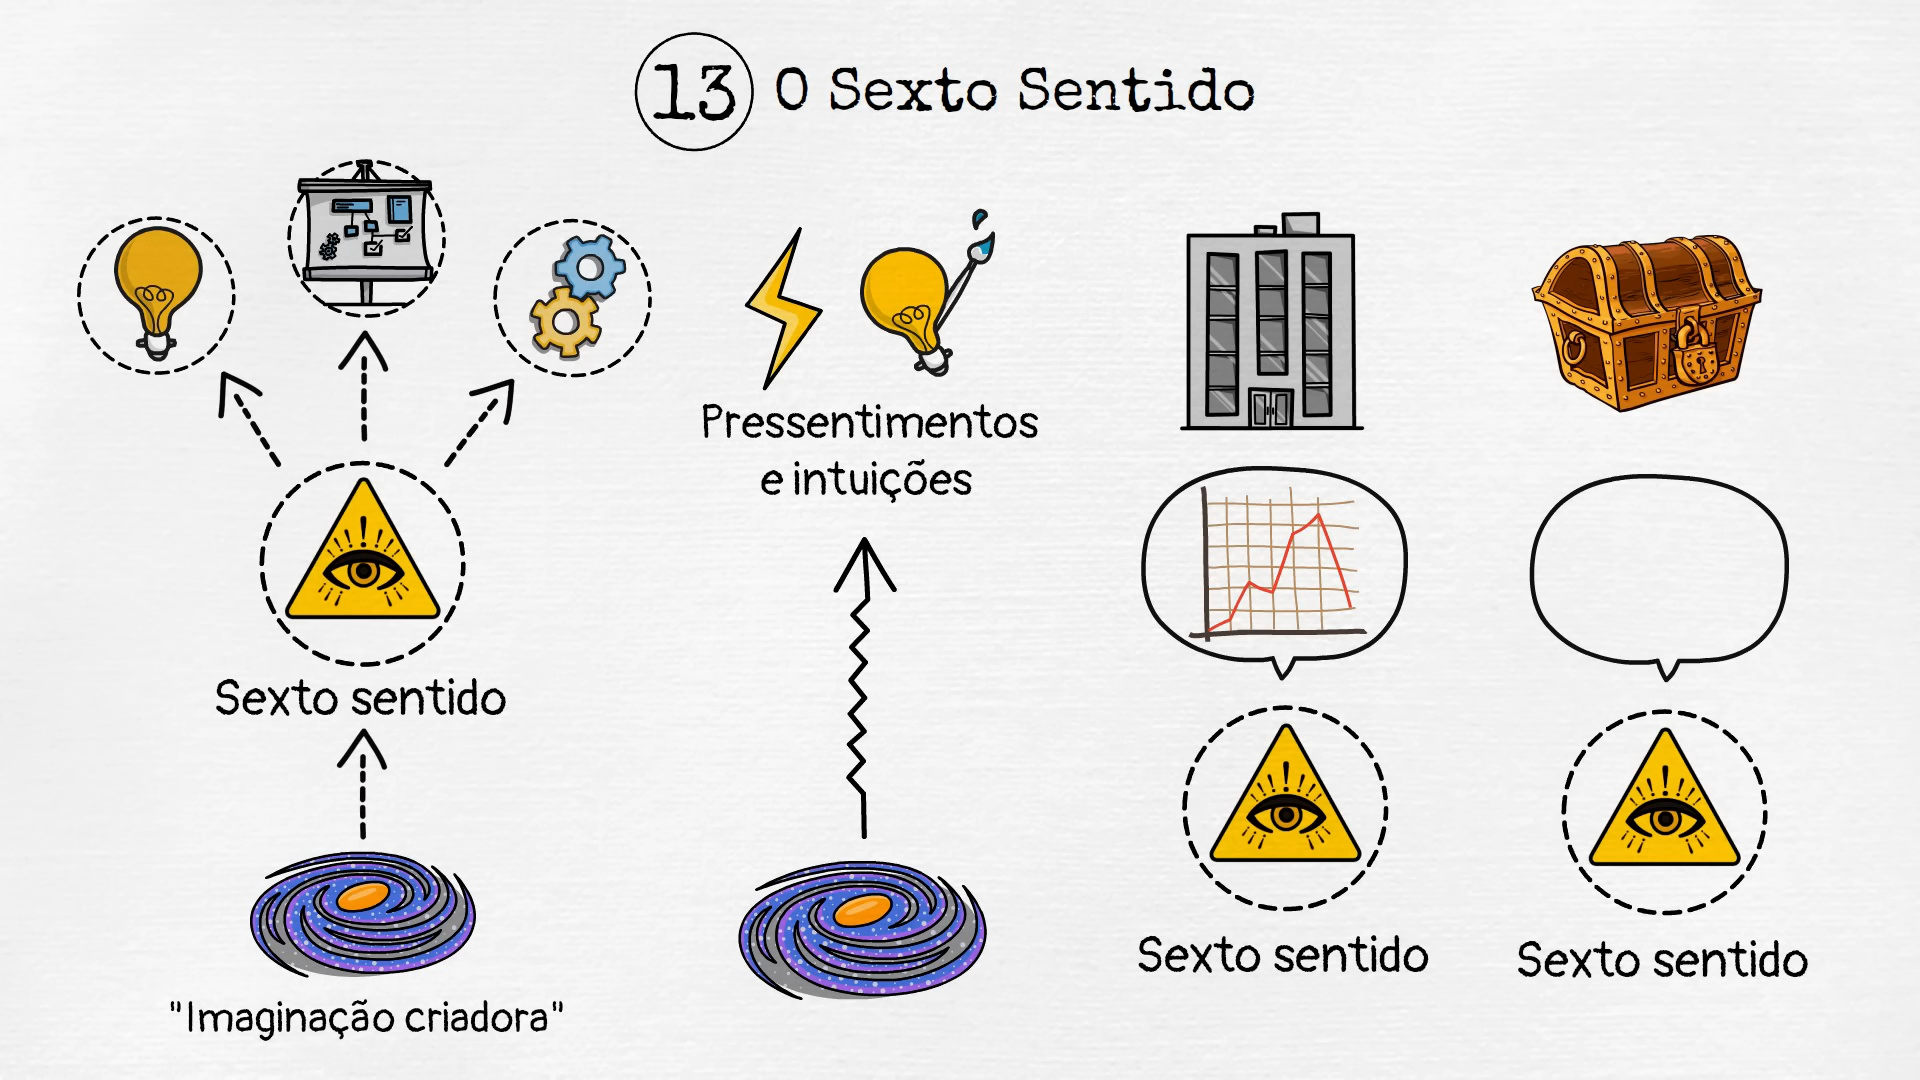 13 O Sexto Sentido
Pressentimentos
e intuições
Sexto sentido
"Imaginação criadora"
Sexto sentido
Sexto sentido